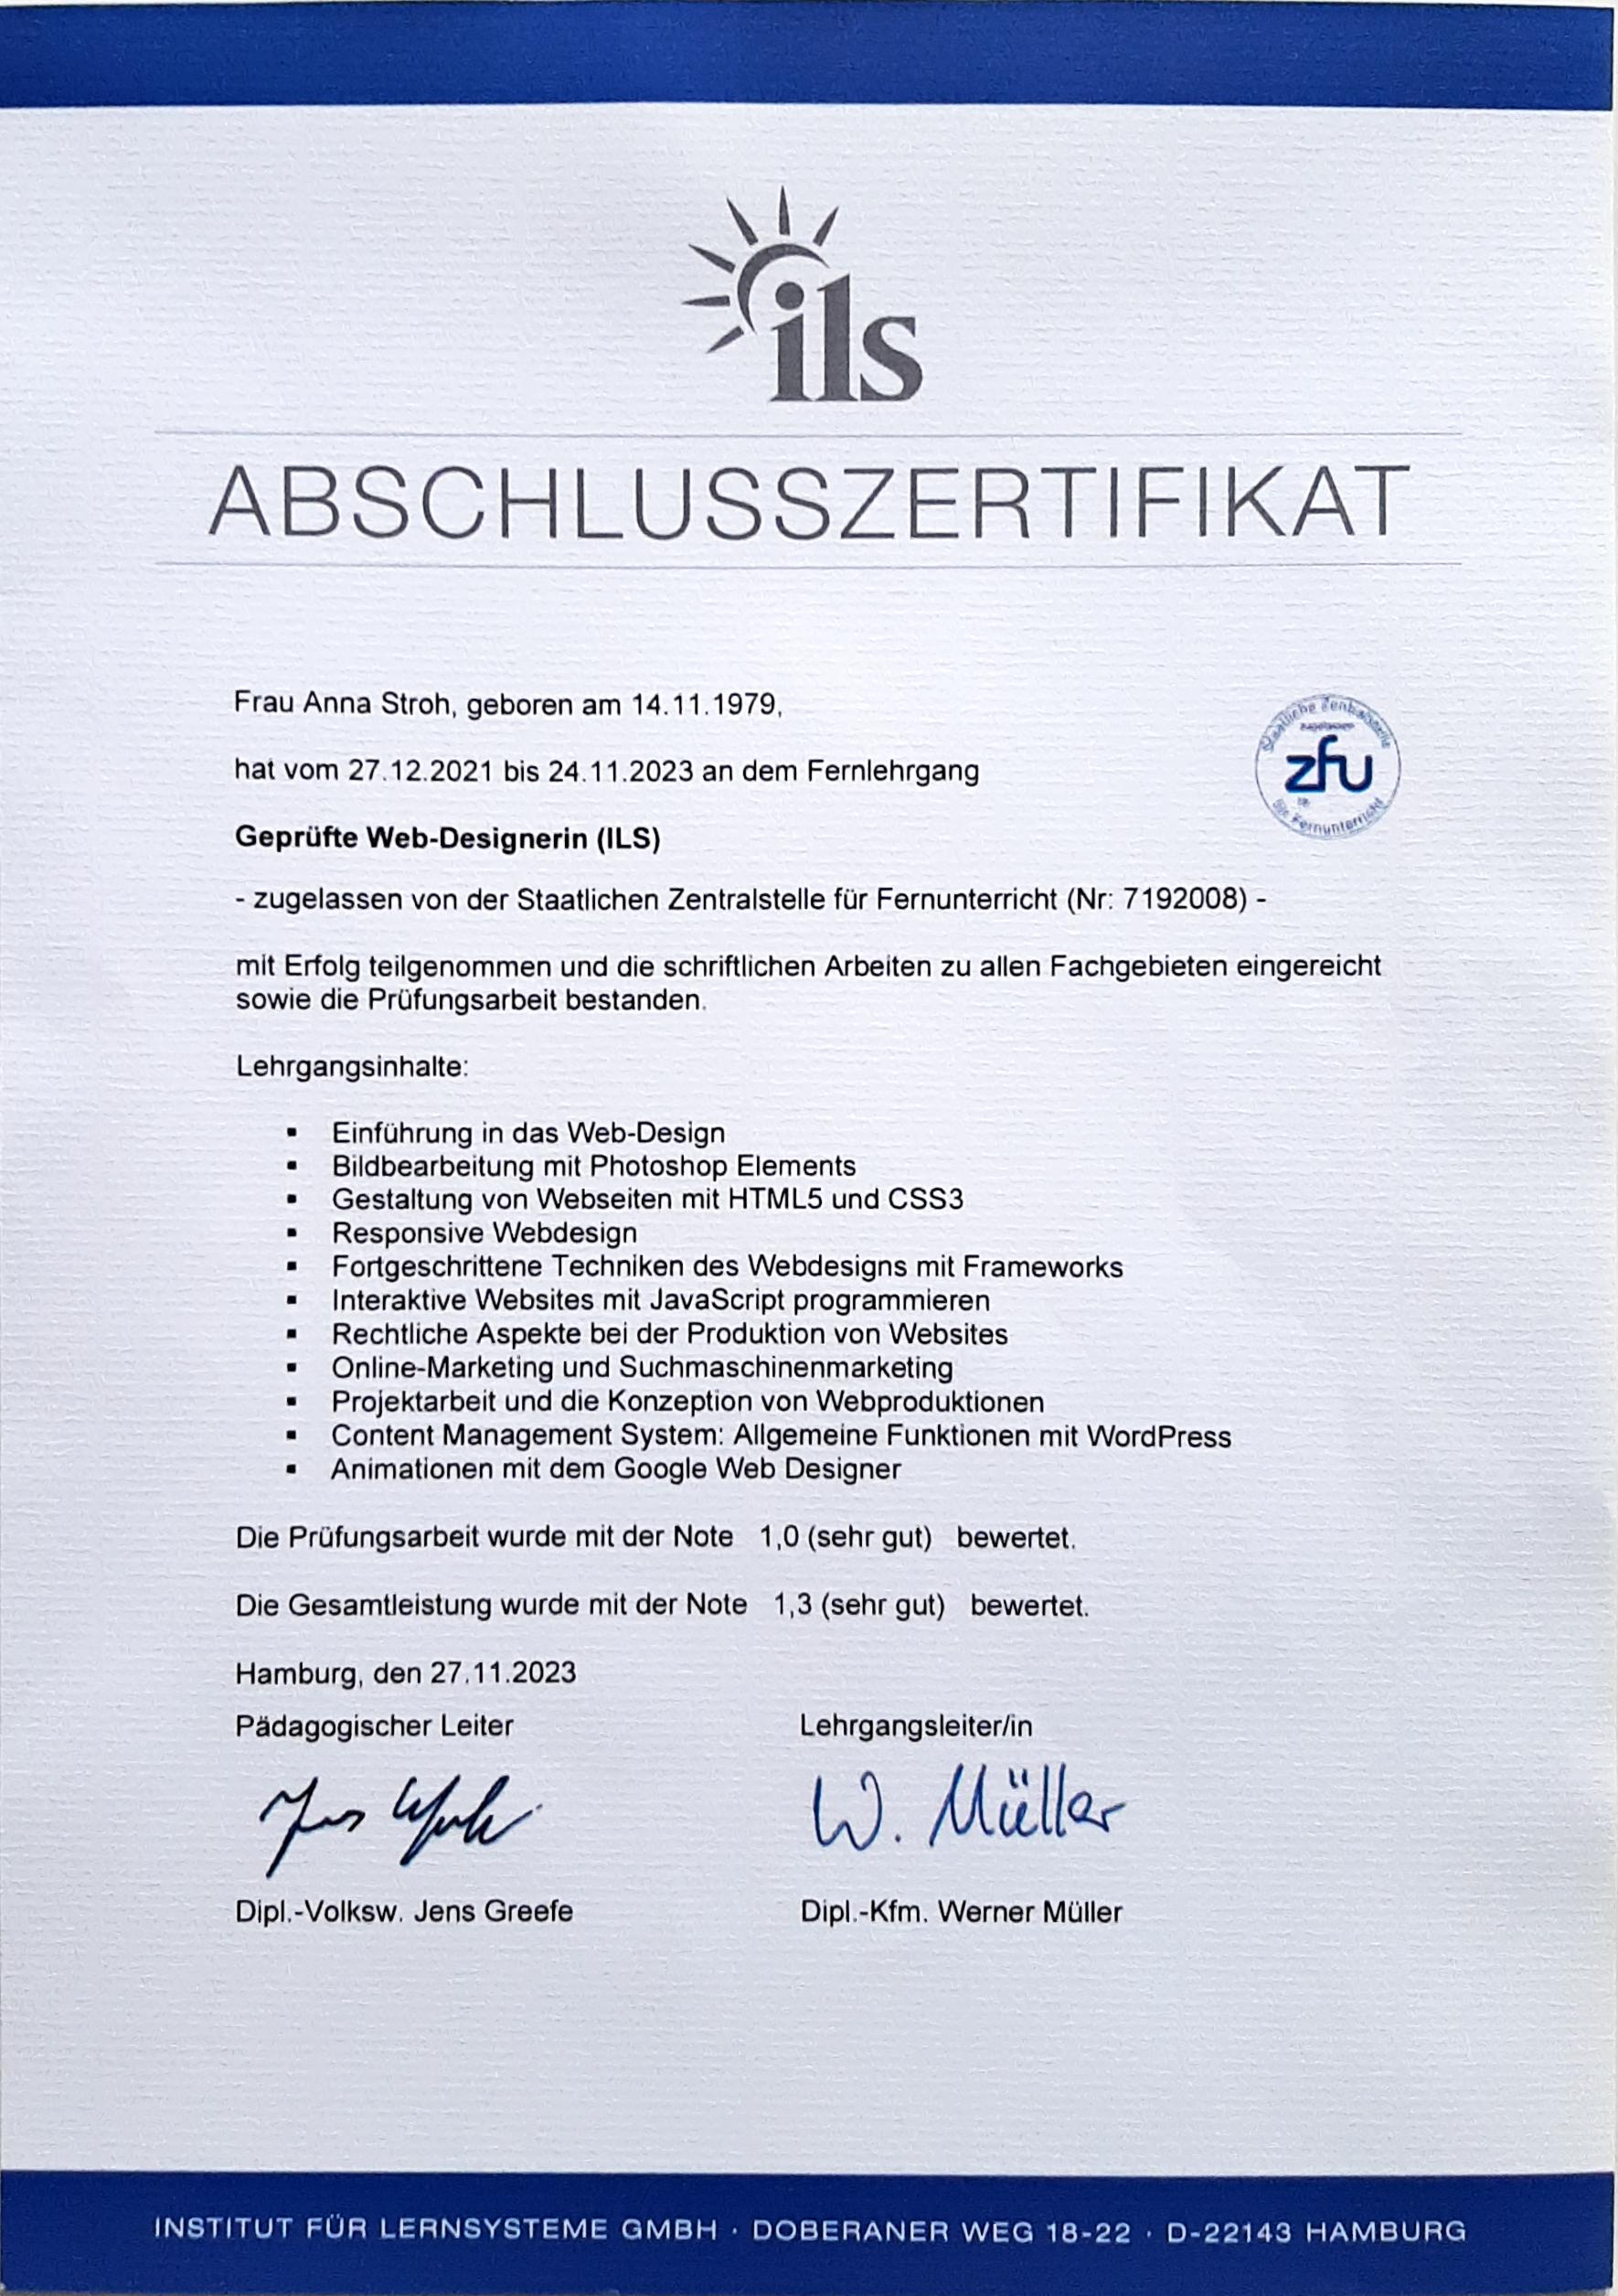 ils
ABSCHLUSSZERTIFIKAT
Frau Anna Stroh, geboren am 14.11.1979,
hat vom 27.12.2021 bis 24.11.2023 an dem Fernlehrgang
Staatliche Zentralstelle
zfu
für Fernunterricht
Geprüfte Web-Designerin (ILS)
- zugelassen von der Staatlichen Zentralstelle für Fernunterricht (Nr: 7192008) -
mit Erfolg teilgenommen und die schriftlichen Arbeiten zu allen Fachgebieten eingereicht
sowie die Prüfungsarbeit bestanden.
Lehrgangsinhalte:
▪ Einführung in das Web-Design
▪ Bildbearbeitung mit Photoshop Elements
▪ Gestaltung von Webseiten mit HTML5 und CSS3
▪ Responsive Webdesign
▪ Fortgeschrittene Techniken des Webdesigns mit Frameworks
▪ Interaktive Websites mit JavaScript programmieren
▪ Rechtliche Aspekte bei der Produktion von Websites
▪ Online-Marketing und Suchmaschinenmarketing
▪ Projektarbeit und die Konzeption von Webproduktionen
▪ Content Management System: Allgemeine Funktionen mit WordPress
▪ Animationen mit dem Google Web Designer
Die Prüfungsarbeit wurde mit der Note 1,0 (sehr gut) bewertet.
Die Gesamtleistung wurde mit der Note 1,3 (sehr gut) bewertet.
Hamburg, den 27.11.2023
Pädagogischer Leiter Lehrgangsleiter/in
W. Müller
Dipl.-Volksw. Jens Greefe Dipl.-Kfm. Werner Müller
INSTITUT FÜR LERNSYSTEME GMBH · DOBERANER WEG 18-22 · D-22143 HAMBURG